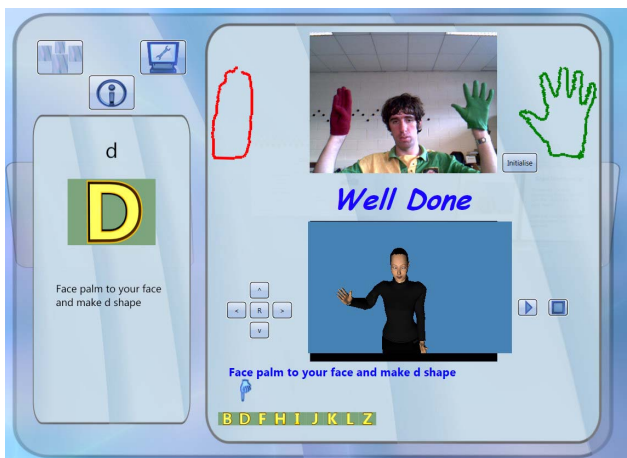 d
D
Face palm to your face
and make d shape
Initialise
Well Done
^
< R >
v
Face palm to your face and make d shape
B D F H I J K L Z